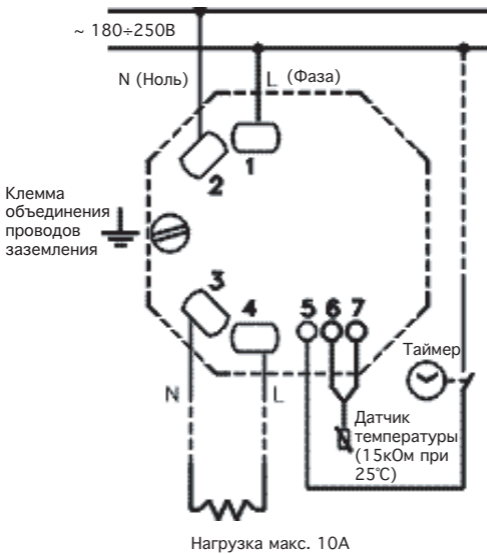 ~ 180÷250В
N (Ноль)
L (Фаза)
1
2
Клемма
объединения
проводов
заземления
3
4
5 6 7
Таймер
N
L
Датчик
температуры
(15кОм при
25°С)
Нагрузка макс. 10А